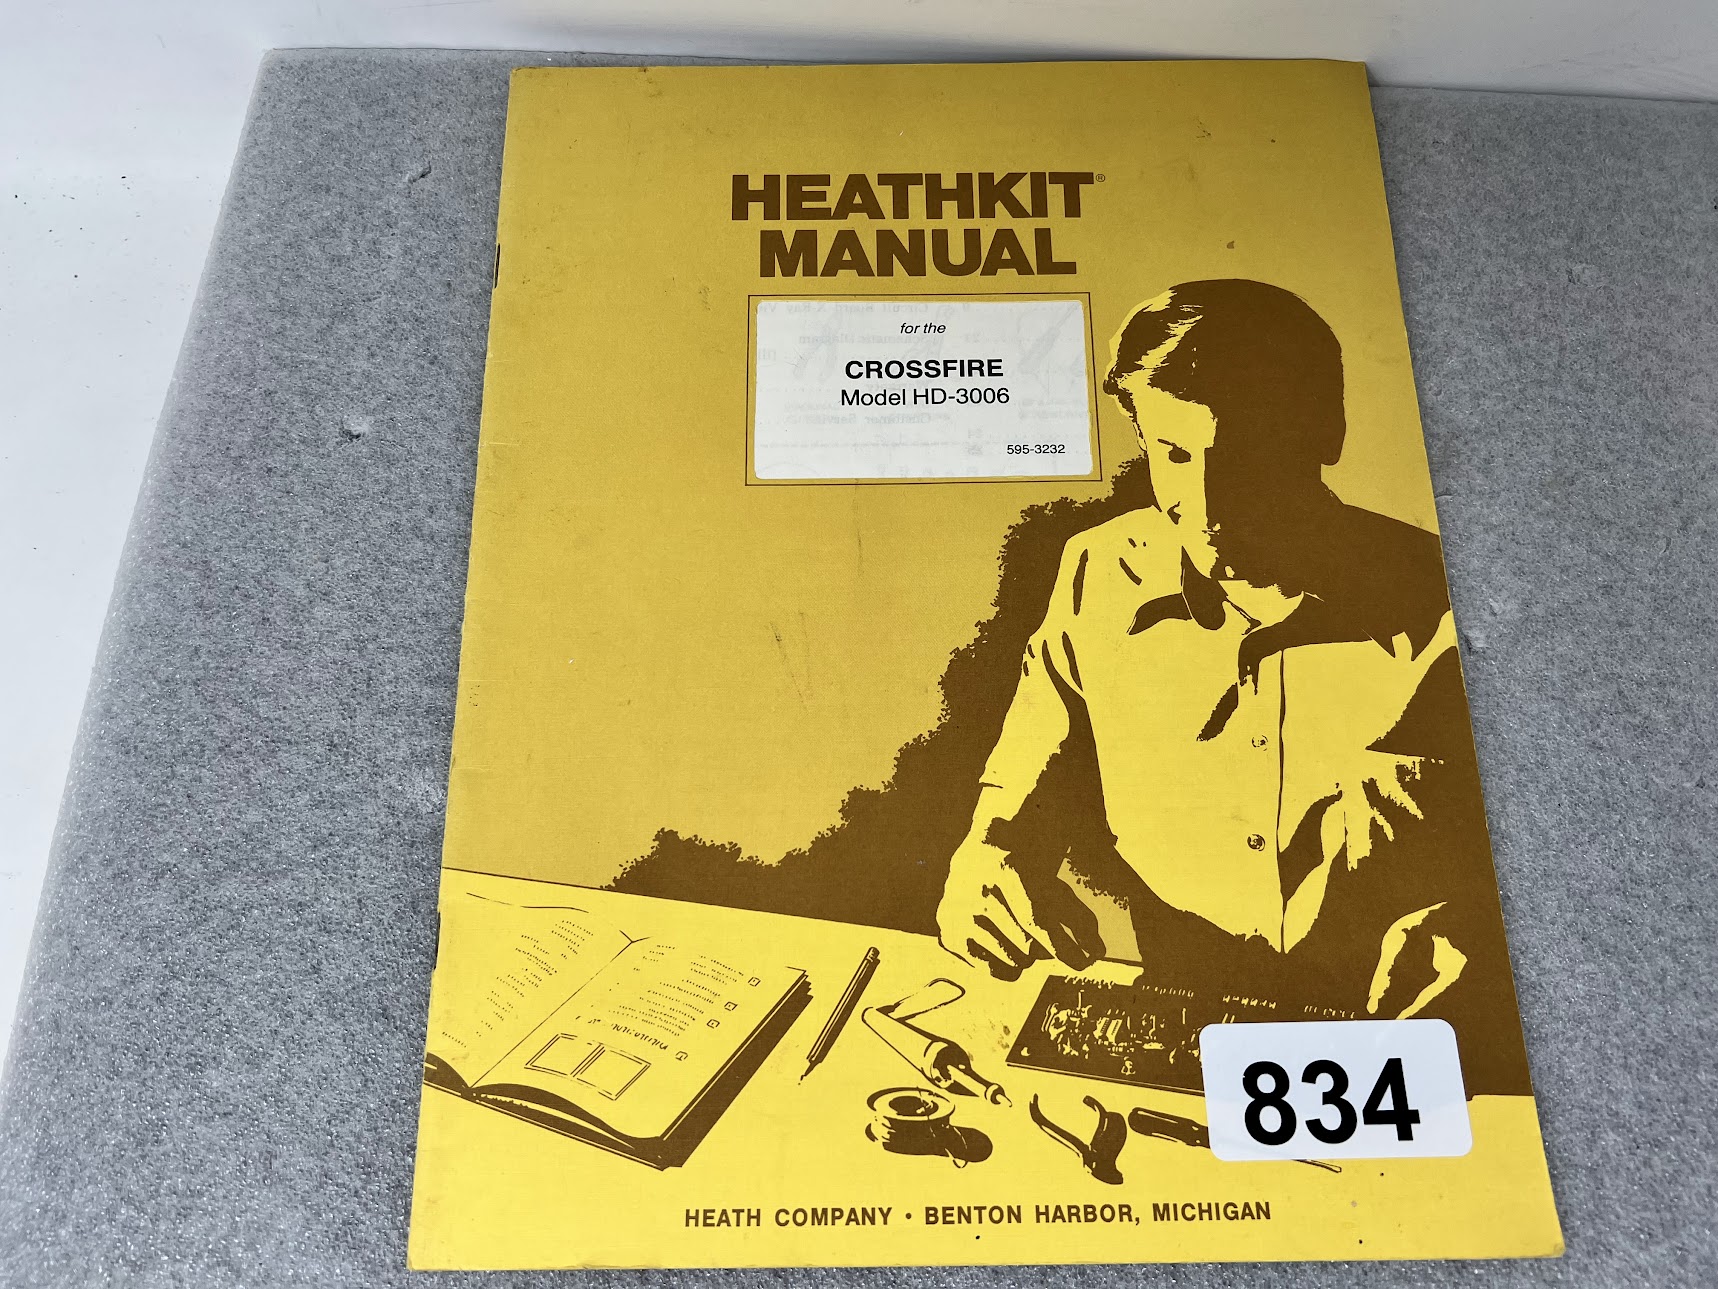 HEATHKIT®
MANUAL
for the
CROSSFIRE
Model HD-3006
595-3232
834
HEATH COMPANY • BENTON HARBOR, MICHIGAN